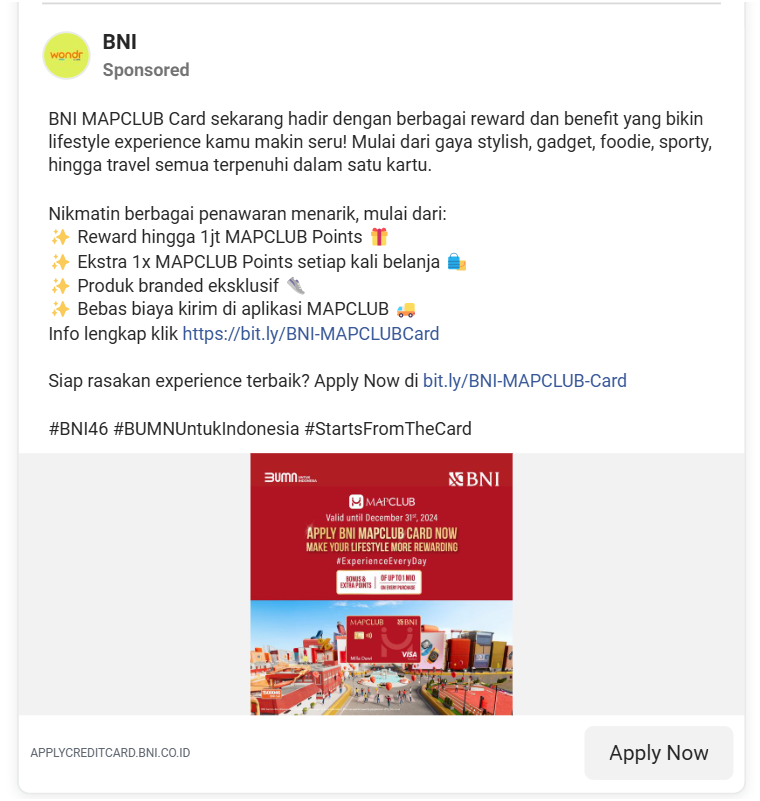 wondr
BNI
Sponsored
BNI MAPCLUB Card sekarang hadir dengan berbagai reward dan benefit yang bikin
lifestyle experience kamu makin seru! Mulai dari gaya stylish, gadget, foodie, sporty,
hingga travel semua terpenuhi dalam satu kartu.
Nikmatin berbagai penawaran menarik, mulai dari:
✨ Reward hingga 1jt MAPCLUB Points 🎁
✨ Ekstra 1x MAPCLUB Points setiap kali belanja 🛍️
✨ Produk branded eksklusif 👟
✨ Bebas biaya kirim di aplikasi MAPCLUB 🚚
Info lengkap klik https://bit.ly/BNI-MAPCLUBCard
Siap rasakan experience terbaik? Apply Now di bit.ly/BNI-MAPCLUB-Card
#BNI46 #BUMNUntukIndonesia #StartsFromTheCard
BUMN UNTUK INDONESIA
BNI
MAPCLUB
Valid until December 31st, 2024
APPLY BNI MAPCLUB CARD NOW
MAKE YOUR LIFESTYLE MORE REWARDING
#ExperienceEveryDay
BONUS & EXTRA POINTS
OF UP TO 1 MIO
ON EVERY PURCHASE
MAPCLUB BNI
VISA
APPLYCREDITCARD.BNI.CO.ID
Apply Now